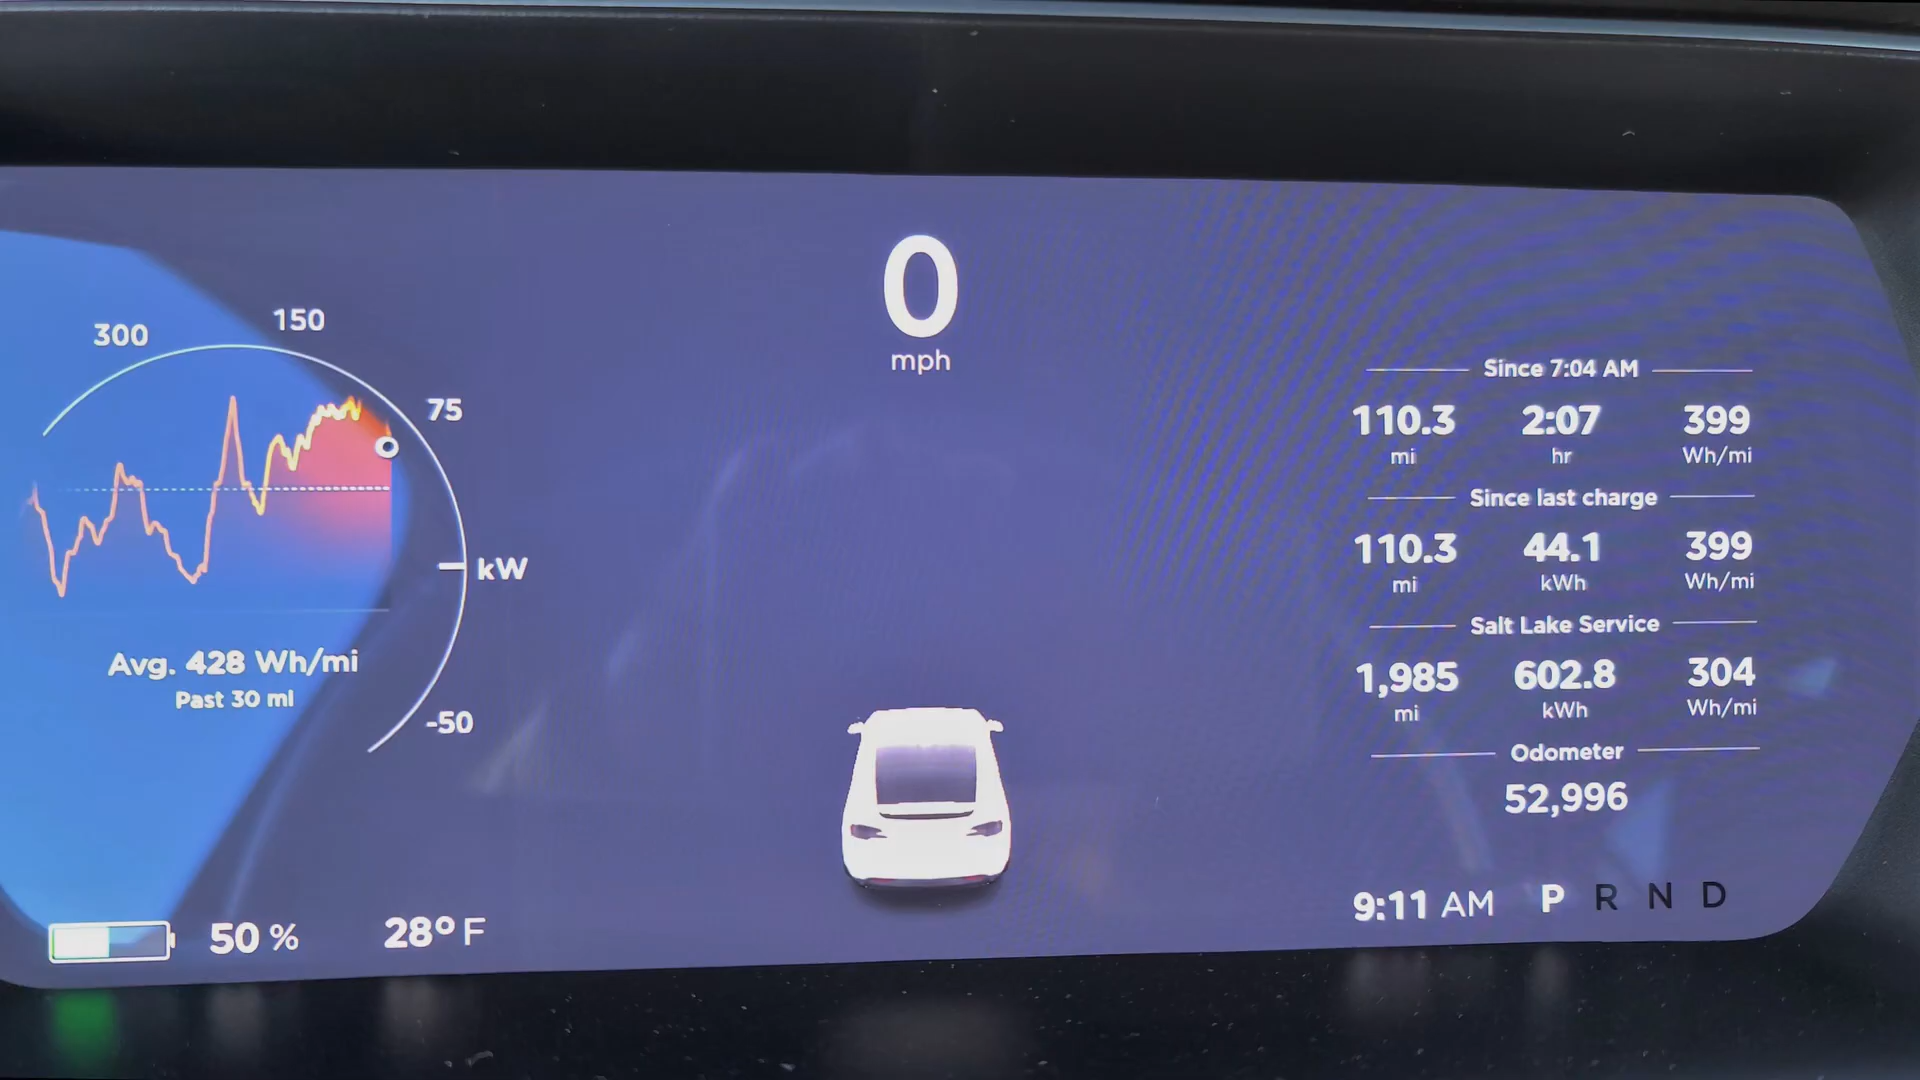 0
mph
300
150
75
kW
-50
Avg. 428 Wh/mi
Past 30 mi
50 %
28° F
Since 7:04 AM
110.3 2:07 399
mi hr Wh/mi
Since last charge
110.3 44.1 399
mi kWh Wh/mi
Salt Lake Service
1,985 602.8 304
mi kWh Wh/mi
Odometer
52,996
9:11 AM P R N D